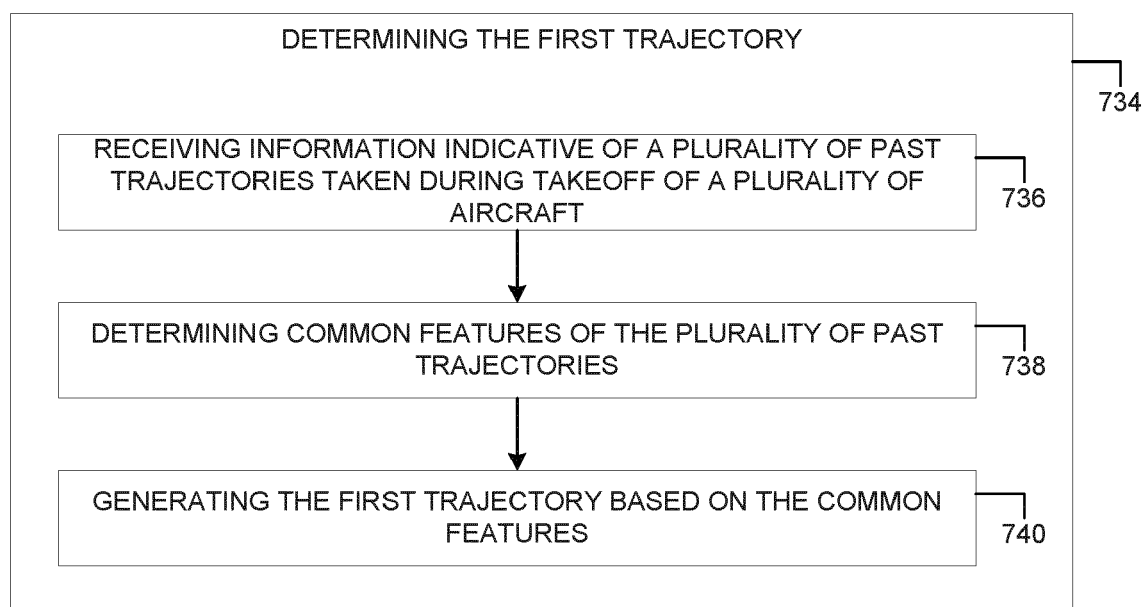 DETERMINING THE FIRST TRAJECTORY
734
RECEIVING INFORMATION INDICATIVE OF A PLURALITY OF PAST
TRAJECTORIES TAKEN DURING TAKEOFF OF A PLURALITY OF
AIRCRAFT
736
DETERMINING COMMON FEATURES OF THE PLURALITY OF PAST
TRAJECTORIES
738
GENERATING THE FIRST TRAJECTORY BASED ON THE COMMON
FEATURES
740